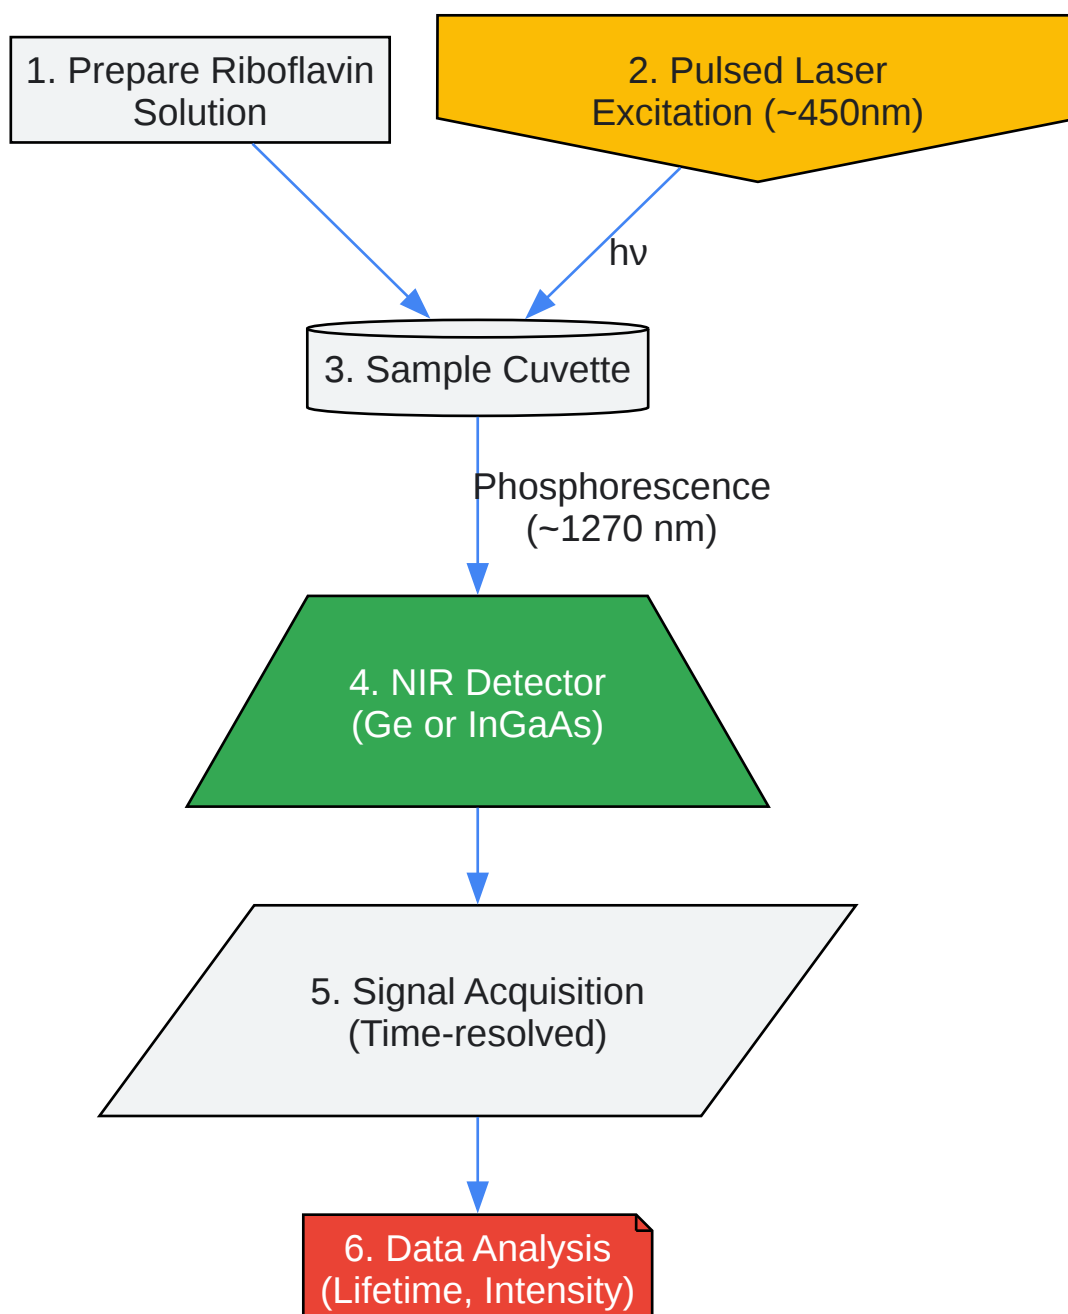 1. Prepare Riboflavin
Solution
2. Pulsed Laser
Excitation (~450nm)
hν
3. Sample Cuvette
Phosphorescence
(~1270 nm)
4. NIR Detector
(Ge or InGaAs)
5. Signal Acquisition
(Time-resolved)
6. Data Analysis
(Lifetime, Intensity)